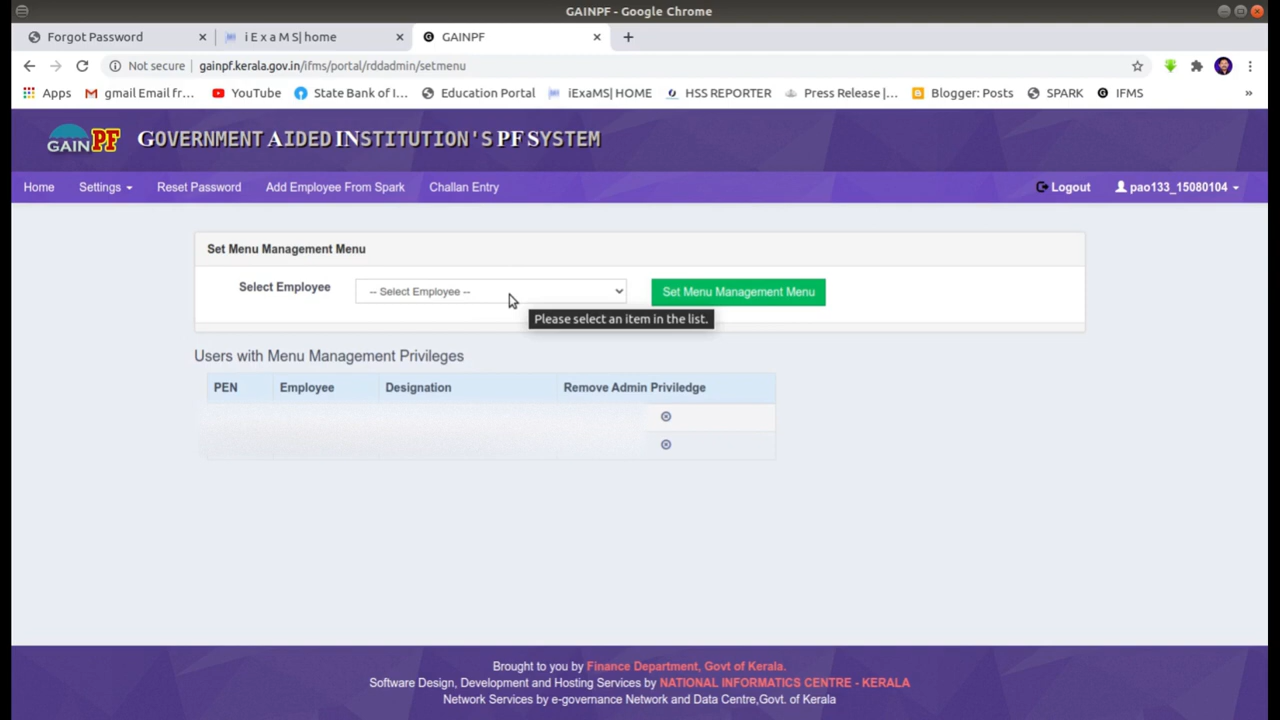 GAINPF - Google Chrome
Forgot Password
i E x a M S| home
GAINPF
Not secure | gainpf.kerala.gov.in/ifms/portal/rddadmin/setmenu
Apps gmail Email fr... YouTube State Bank of I... Education Portal iExaMS| HOME HSS REPORTER Press Release |... Blogger: Posts SPARK IFMS »
GAINPF GOVERNMENT AIDED INSTITUTION'S PF SYSTEM
Home Settings Reset Password Add Employee From Spark Challan Entry Logout pao133_15080104
Set Menu Management Menu
Select Employee -- Select Employee -- Set Menu Management Menu
Please select an item in the list.
Users with Menu Management Privileges
PEN Employee Designation Remove Admin Priviledge
Brought to you by Finance Department, Govt of Kerala.
Software Design, Development and Hosting Services by NATIONAL INFORMATICS CENTRE - KERALA
Network Services by e-governance Network and Data Centre,Govt. of Kerala